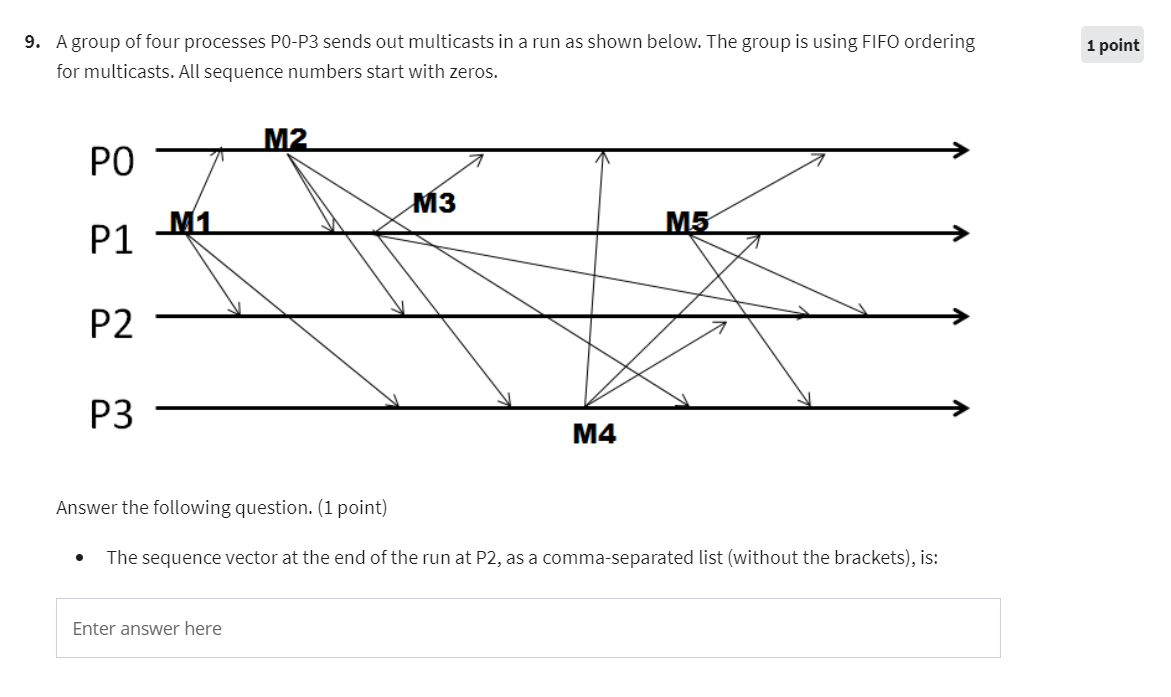 9. A group of four processes P0-P3 sends out multicasts in a run as shown below. The group is using FIFO ordering
1 point
for multicasts. All sequence numbers start with zeros.
M2
P0
M3
M1
M5
P1
P2
P3
M4
Answer the following question. (1 point)
• The sequence vector at the end of the run at P2, as a comma-separated list (without the brackets), is:
Enter answer here